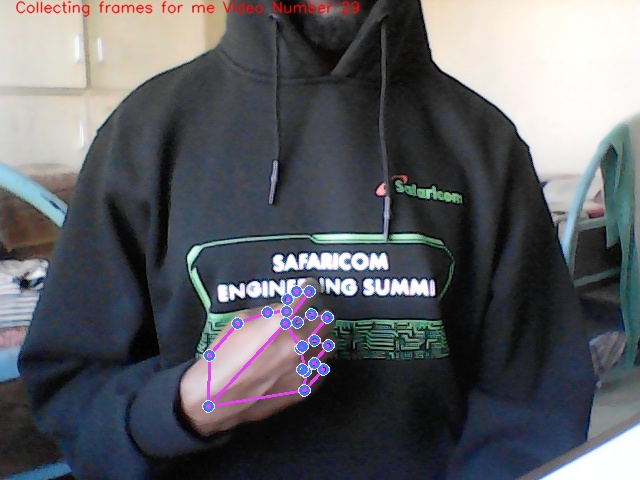 Collecting frames for me Video Number 29
Safaricom
SAFARICOM
ENGINEERING SUMMI